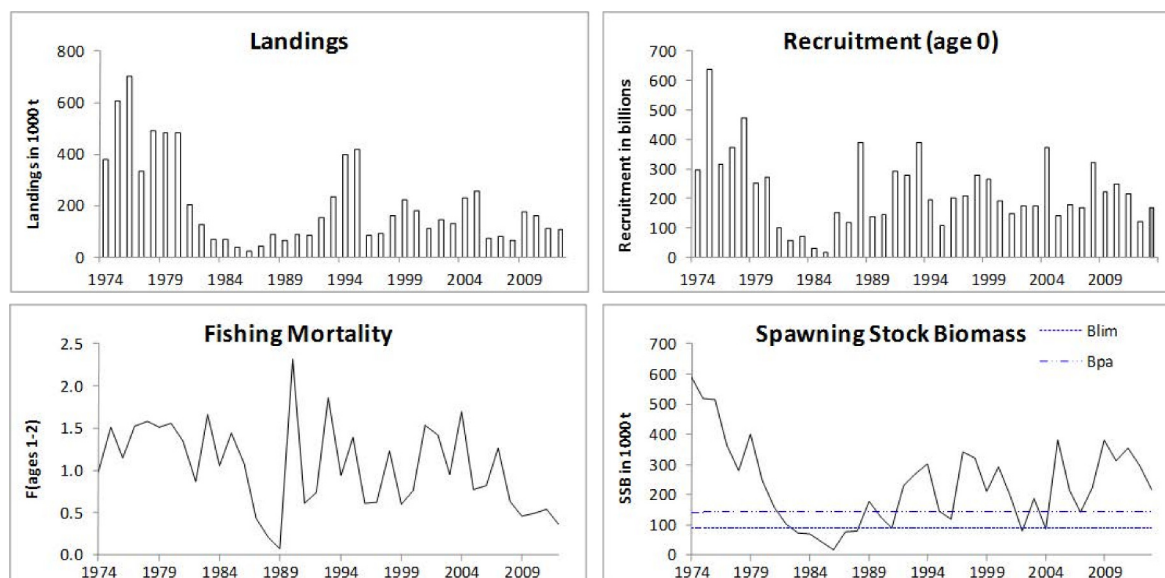 Landings
Landings in 1000 t
800
600
400
200
0
1974 1979 1984 1989 1994 1999 2004 2009
Recruitment (age 0)
Recruitment in billions
700
600
500
400
300
200
100
0
1974 1979 1984 1989 1994 1999 2004 2009
Fishing Mortality
F(ages 1-2)
2.5
2.0
1.5
1.0
0.5
0.0
1974 1979 1984 1989 1994 1999 2004 2009
Spawning Stock Biomass
Blim
Bpa
SSB in 1000 t
700
600
500
400
300
200
100
0
1974 1979 1984 1989 1994 1999 2004 2009